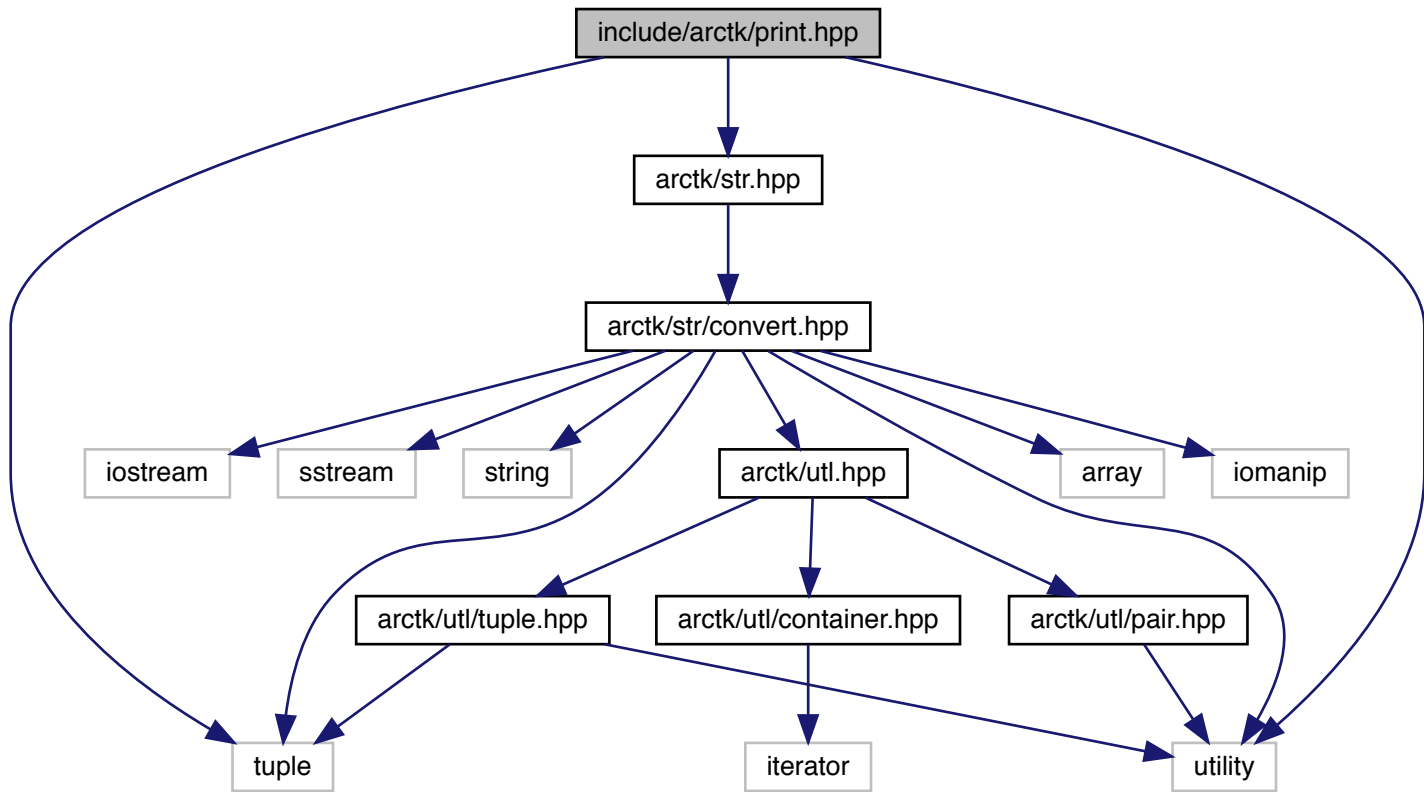 include/arctk/print.hpp
arctk/str.hpp
arctk/str/convert.hpp
iostream
sstream
string
arctk/utl.hpp
array
iomanip
arctk/utl/tuple.hpp
arctk/utl/container.hpp
arctk/utl/pair.hpp
tuple
iterator
utility